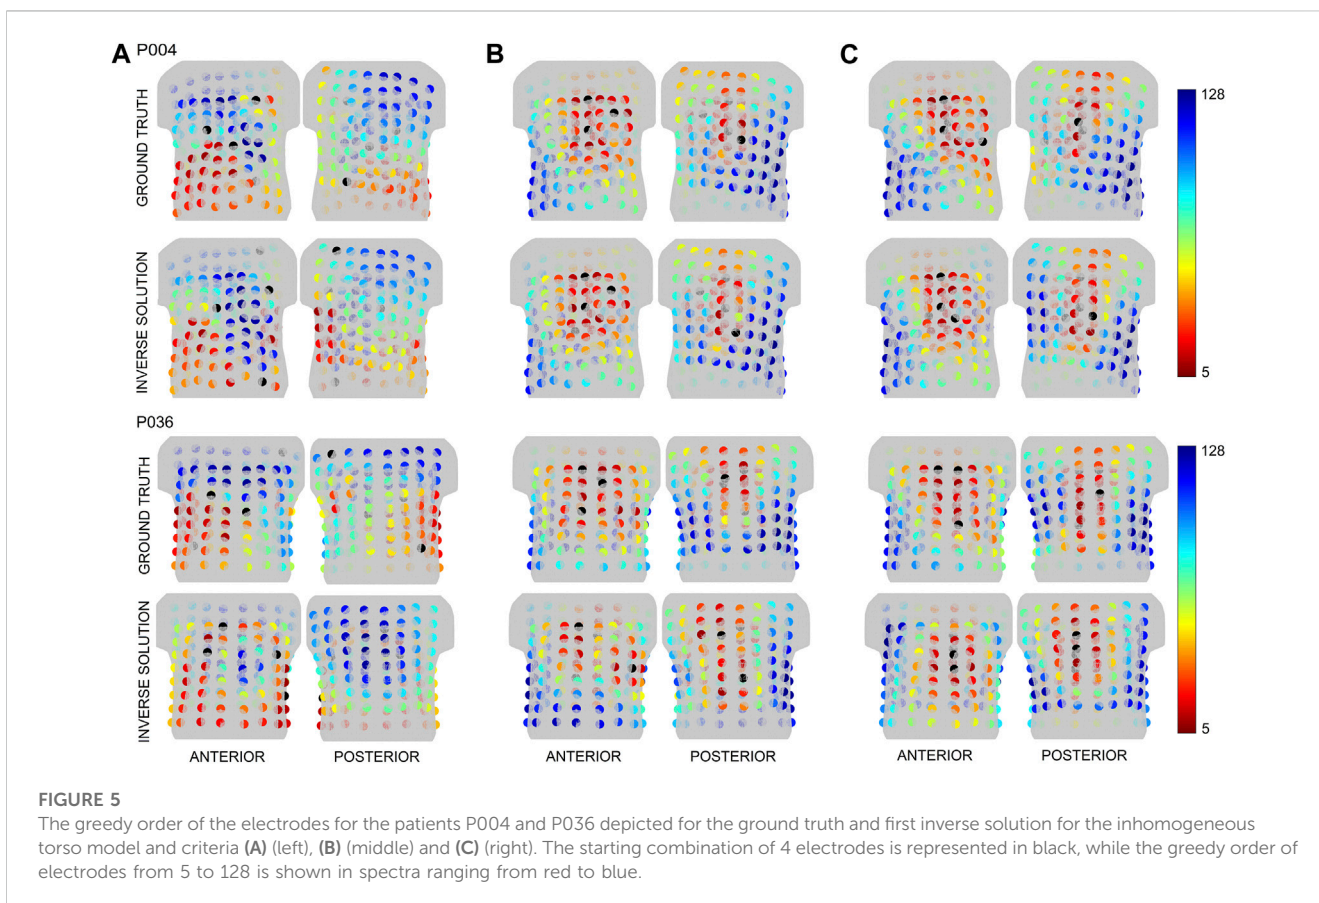 A P004 B C
GROUND TRUTH
128
INVERSE SOLUTION
5
P036
GROUND TRUTH
128
INVERSE SOLUTION
5
ANTERIOR POSTERIOR ANTERIOR POSTERIOR ANTERIOR POSTERIOR
FIGURE 5
The greedy order of the electrodes for the patients P004 and P036 depicted for the ground truth and first inverse solution for the inhomogeneous
torso model and criteria (A) (left), (B) (middle) and (C) (right). The starting combination of 4 electrodes is represented in black, while the greedy order of
electrodes from 5 to 128 is shown in spectra ranging from red to blue.